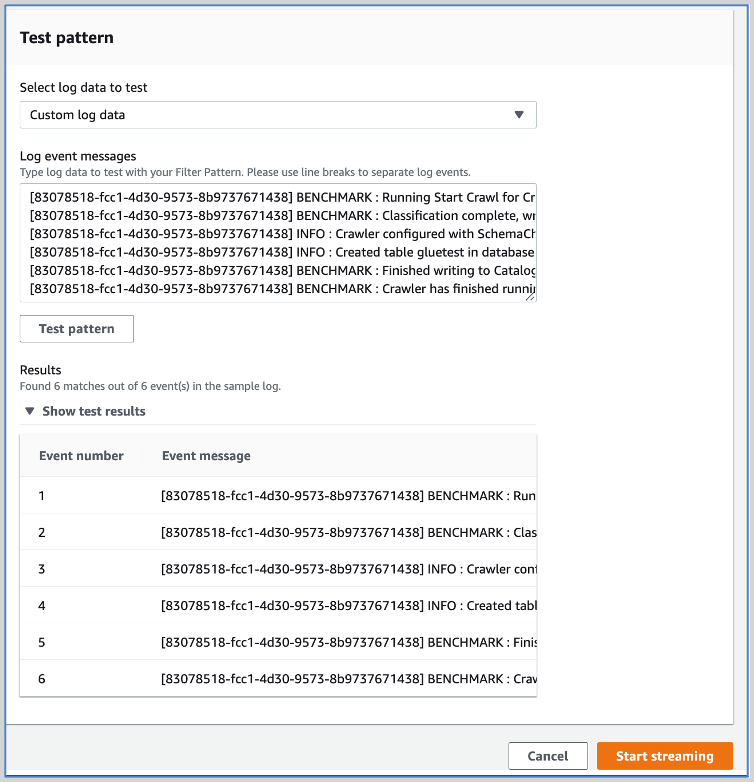 Test pattern
Select log data to test
Custom log data
Log event messages
Type log data to test with your Filter Pattern. Please use line breaks to separate log events.
[83078518-fcc1-4d30-9573-8b9737671438] BENCHMARK : Running Start Crawl for Cr
[83078518-fcc1-4d30-9573-8b9737671438] BENCHMARK : Classification complete, wr
[83078518-fcc1-4d30-9573-8b9737671438] INFO : Crawler configured with SchemaCh
[83078518-fcc1-4d30-9573-8b9737671438] INFO : Created table gluetest in database
[83078518-fcc1-4d30-9573-8b9737671438] BENCHMARK : Finished writing to Catalog
[83078518-fcc1-4d30-9573-8b9737671438] BENCHMARK : Crawler has finished runni
Test pattern
Results
Found 6 matches out of 6 event(s) in the sample log.
Show test results
Event number Event message
1 [83078518-fcc1-4d30-9573-8b9737671438] BENCHMARK : Run
2 [83078518-fcc1-4d30-9573-8b9737671438] BENCHMARK : Clas
3 [83078518-fcc1-4d30-9573-8b9737671438] INFO : Crawler conf
4 [83078518-fcc1-4d30-9573-8b9737671438] INFO : Created tabl
5 [83078518-fcc1-4d30-9573-8b9737671438] BENCHMARK : Finis
6 [83078518-fcc1-4d30-9573-8b9737671438] BENCHMARK : Craw
Cancel Start streaming